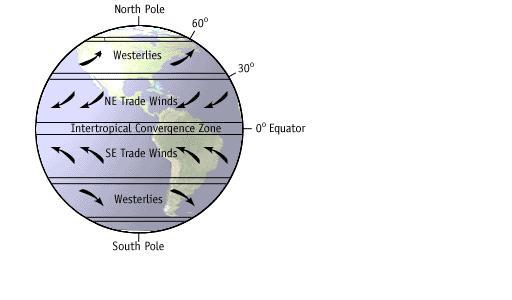 North Pole
60°
Westerlies
30°
NE Trade Winds
Intertropical Convergence Zone
0° Equator
SE Trade Winds
Westerlies
South Pole